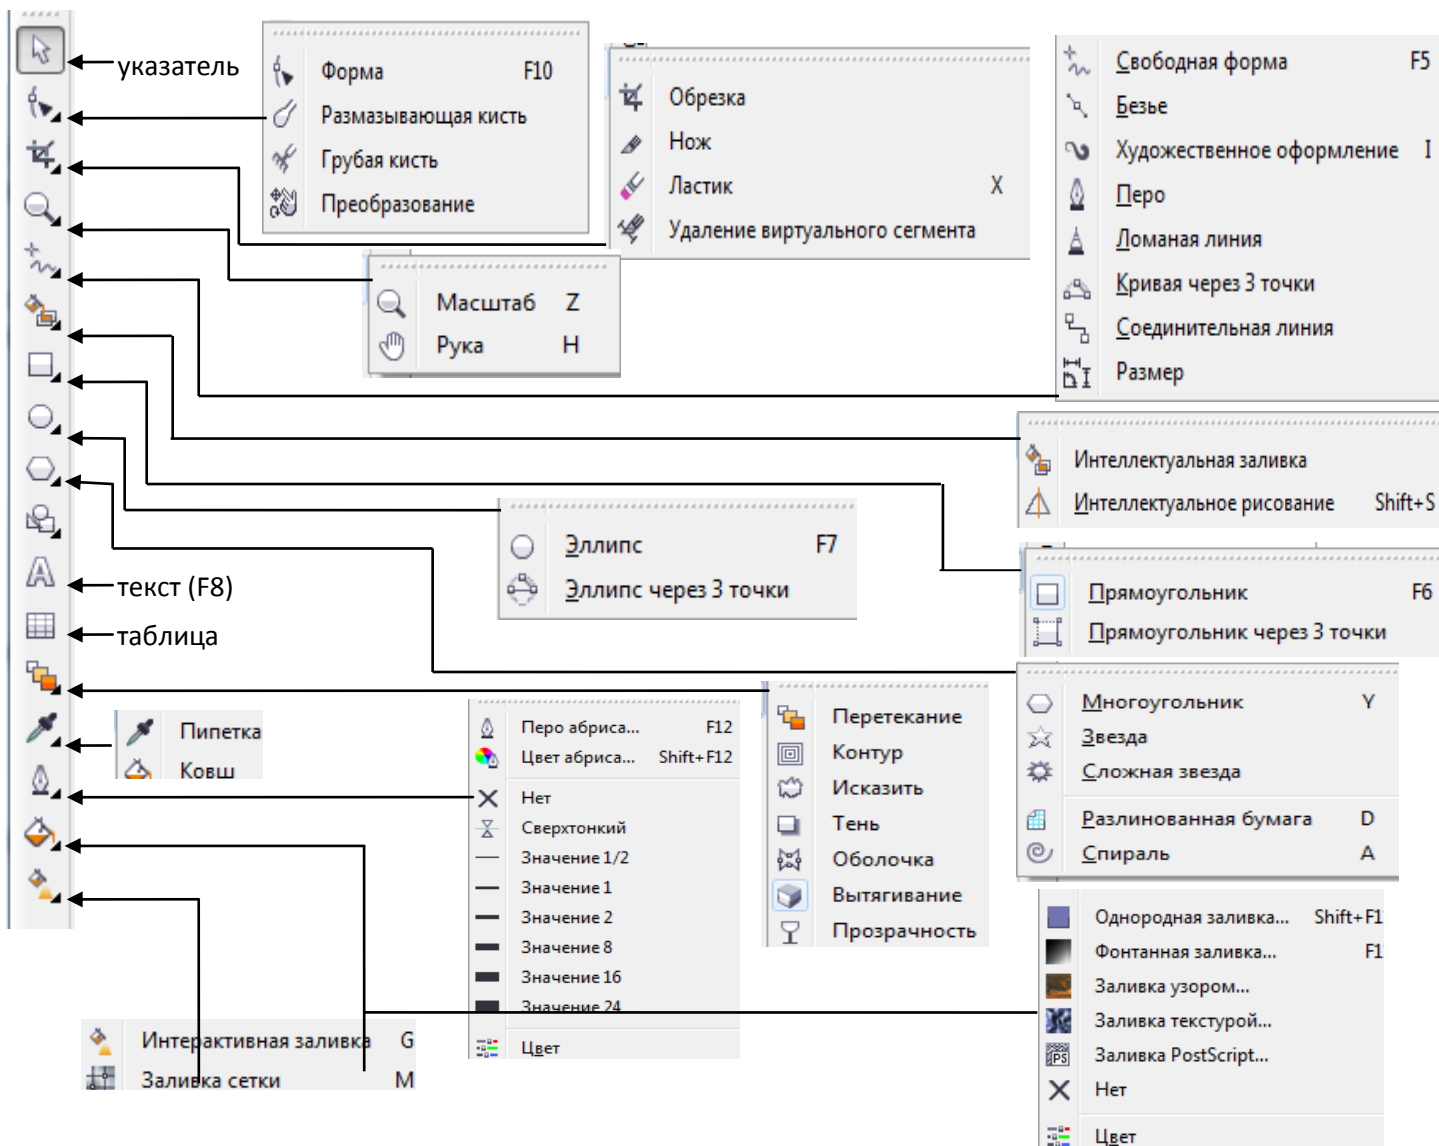 указатель
Форма F10
Размазывающая кисть
Грубая кисть
Преобразование
Обрезка
Нож
Ластик X
Удаление виртуального сегмента
Свободная форма F5
Безье
Художественное оформление I
Перо
Ломаная линия
Кривая через 3 точки
Соединительная линия
Размер
Масштаб Z
Рука H
Интеллектуальная заливка
Интеллектуальное рисование Shift+S
Эллипс F7
Эллипс через 3 точки
текст (F8)
таблица
Прямоугольник F6
Прямоугольник через 3 точки
Многоугольник Y
Звезда
Сложная звезда
Разлинованная бумага D
Спираль A
Пипетка
Ковш
Перо абриса... F12
Цвет абриса... Shift+F12
Нет
Сверхтонкий
Значение 1/2
Значение 1
Значение 2
Значение 8
Значение 16
Значение 24
Цвет
Перетекание
Контур
Исказить
Тень
Оболочка
Вытягивание
Прозрачность
Однородная заливка... Shift+F1
Фонтанная заливка... F1
Заливка узором...
Заливка текстурой...
PS Заливка PostScript...
Нет
Цвет
Интерактивная заливка G
Заливка сетки M